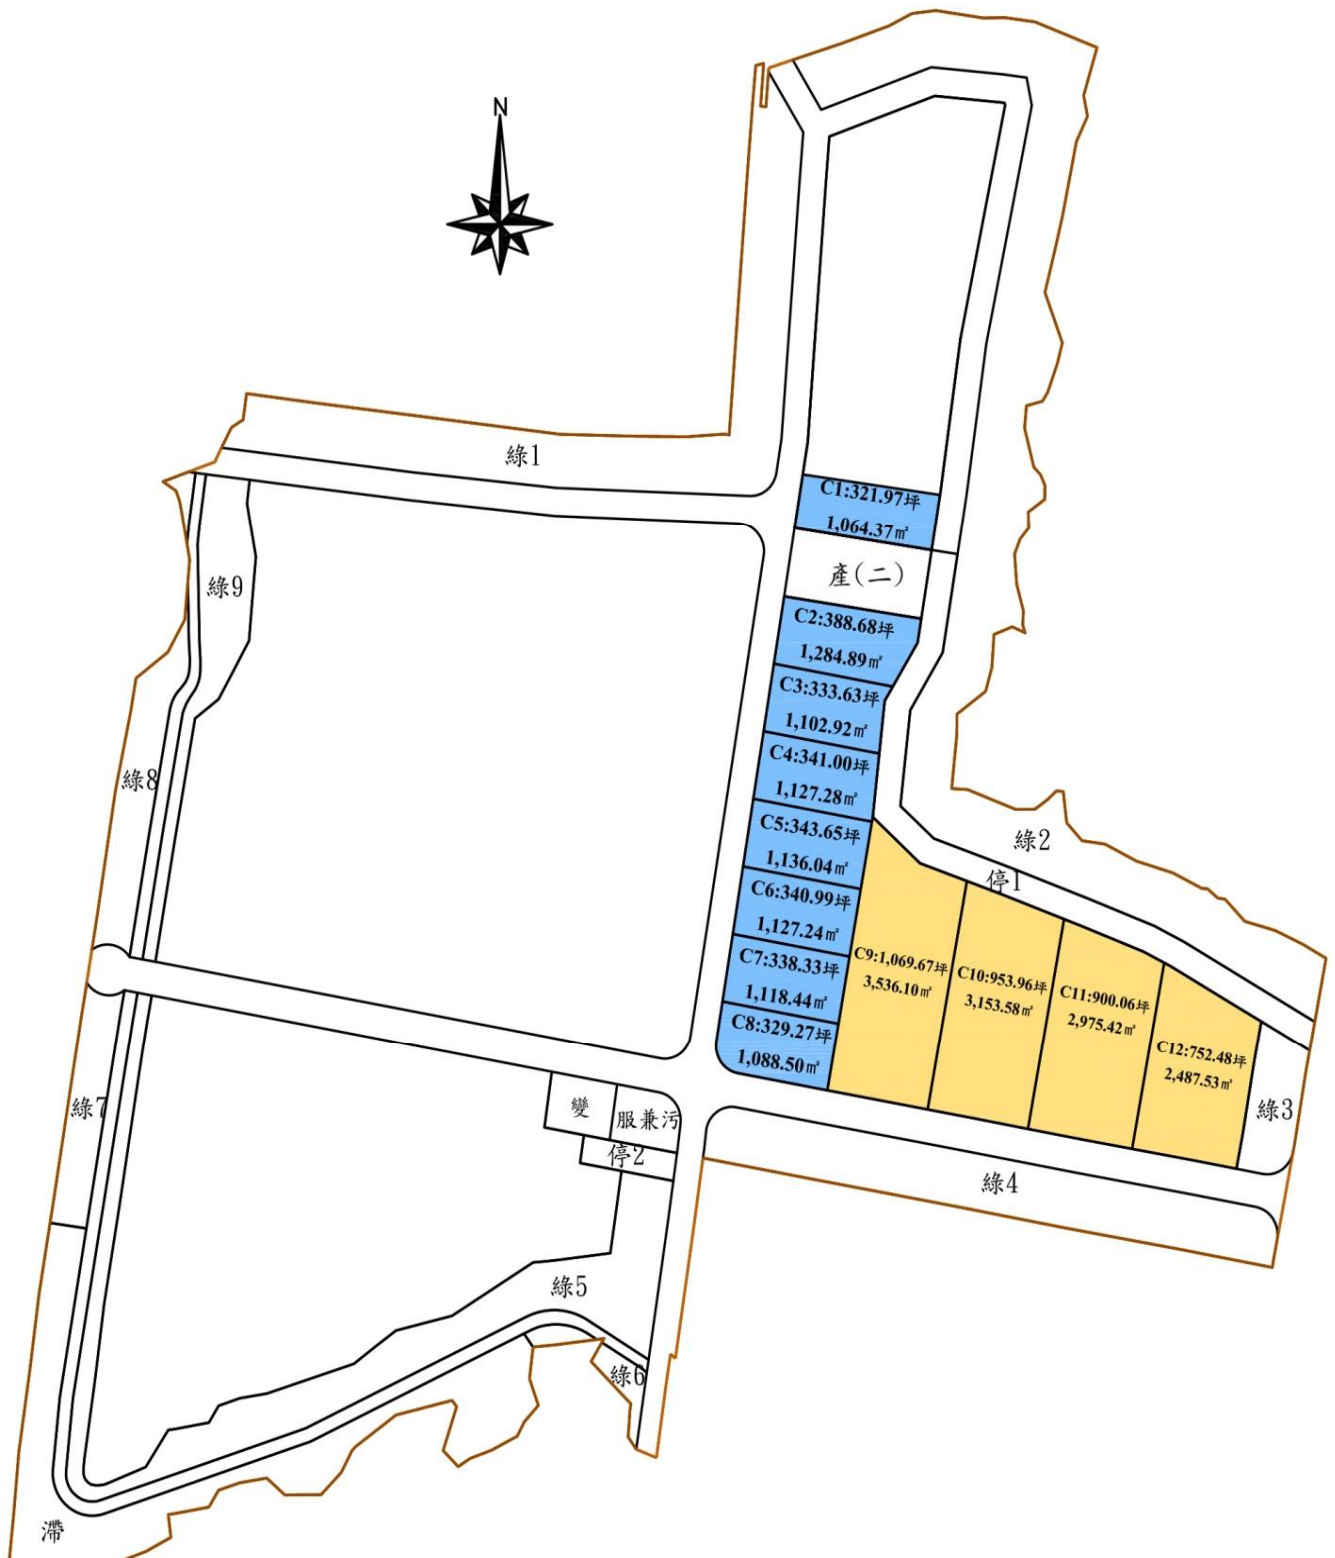 N
綠1
C1:321.97坪
1,064.37㎡
產(二)
綠9
C2:388.68坪
1,284.89㎡
C3:333.63坪
1,102.92㎡
綠8
C4:341.00坪
1,127.28㎡
C5:343.65坪
1,136.04㎡
綠2
停1
C6:340.99坪
1,127.24㎡
C7:338.33坪
1,118.44㎡
C8:329.27坪
1,088.50㎡
C9:1,069.67坪
3,536.10㎡
C10:953.96坪
3,153.58㎡
C11:900.06坪
2,975.42㎡
C12:752.48坪
2,487.53㎡
綠3
綠7
變
服兼污
停2
綠4
綠5
綠6
滯